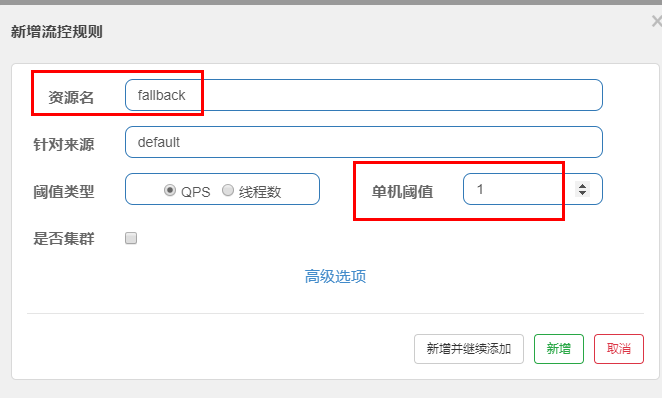 新增流控规则
资源名 fallback
针对来源 default
阈值类型 QPS 线程数 单机阈值 1
是否集群
高级选项
新增并继续添加 新增 取消